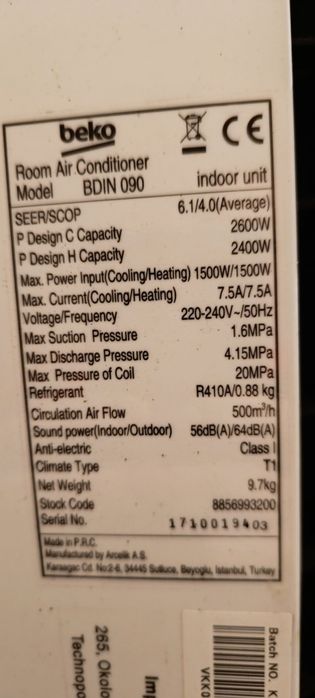 beko
CE
Room Air Conditioner
Model BDIN 090 indoor unit
SEER/SCOP 6.1/4.0(Average)
P Design C Capacity 2600W
P Design H Capacity 2400W
Max. Power Input(Cooling/Heating) 1500W/1500W
Max. Current(Cooling/Heating) 7.5A/7.5A
Voltage/Frequency 220-240V~/50Hz
Max Suction Pressure 1.6MPa
Max Discharge Pressure 4.15MPa
Max Pressure of Coil 20MPa
Refrigerant R410A/0.88 kg
Circulation Air Flow 500m³/h
Sound power(Indoor/Outdoor) 56dB(A)/64dB(A)
Anti-electric Class I
Climate Type T1
Net Weight 9.7kg
Stock Code 8856993200
Serial No. 1710019403
Made in P.R.C.
Manufactured by Arcelik A.S.
Karaagac Cd. No:2-6, 34445 Sutluce, Beyoglu, Istanbul, Turkey
Batch NO. K
VKK0
Imp
265, Okolo
Technopo